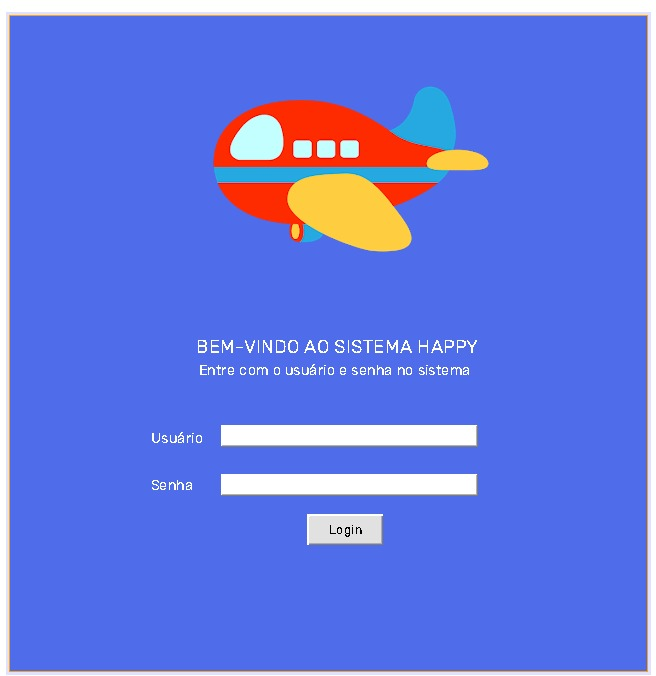 BEM-VINDO AO SISTEMA HAPPY
Entre com o usuário e senha no sistema
Usuário
Senha
Login